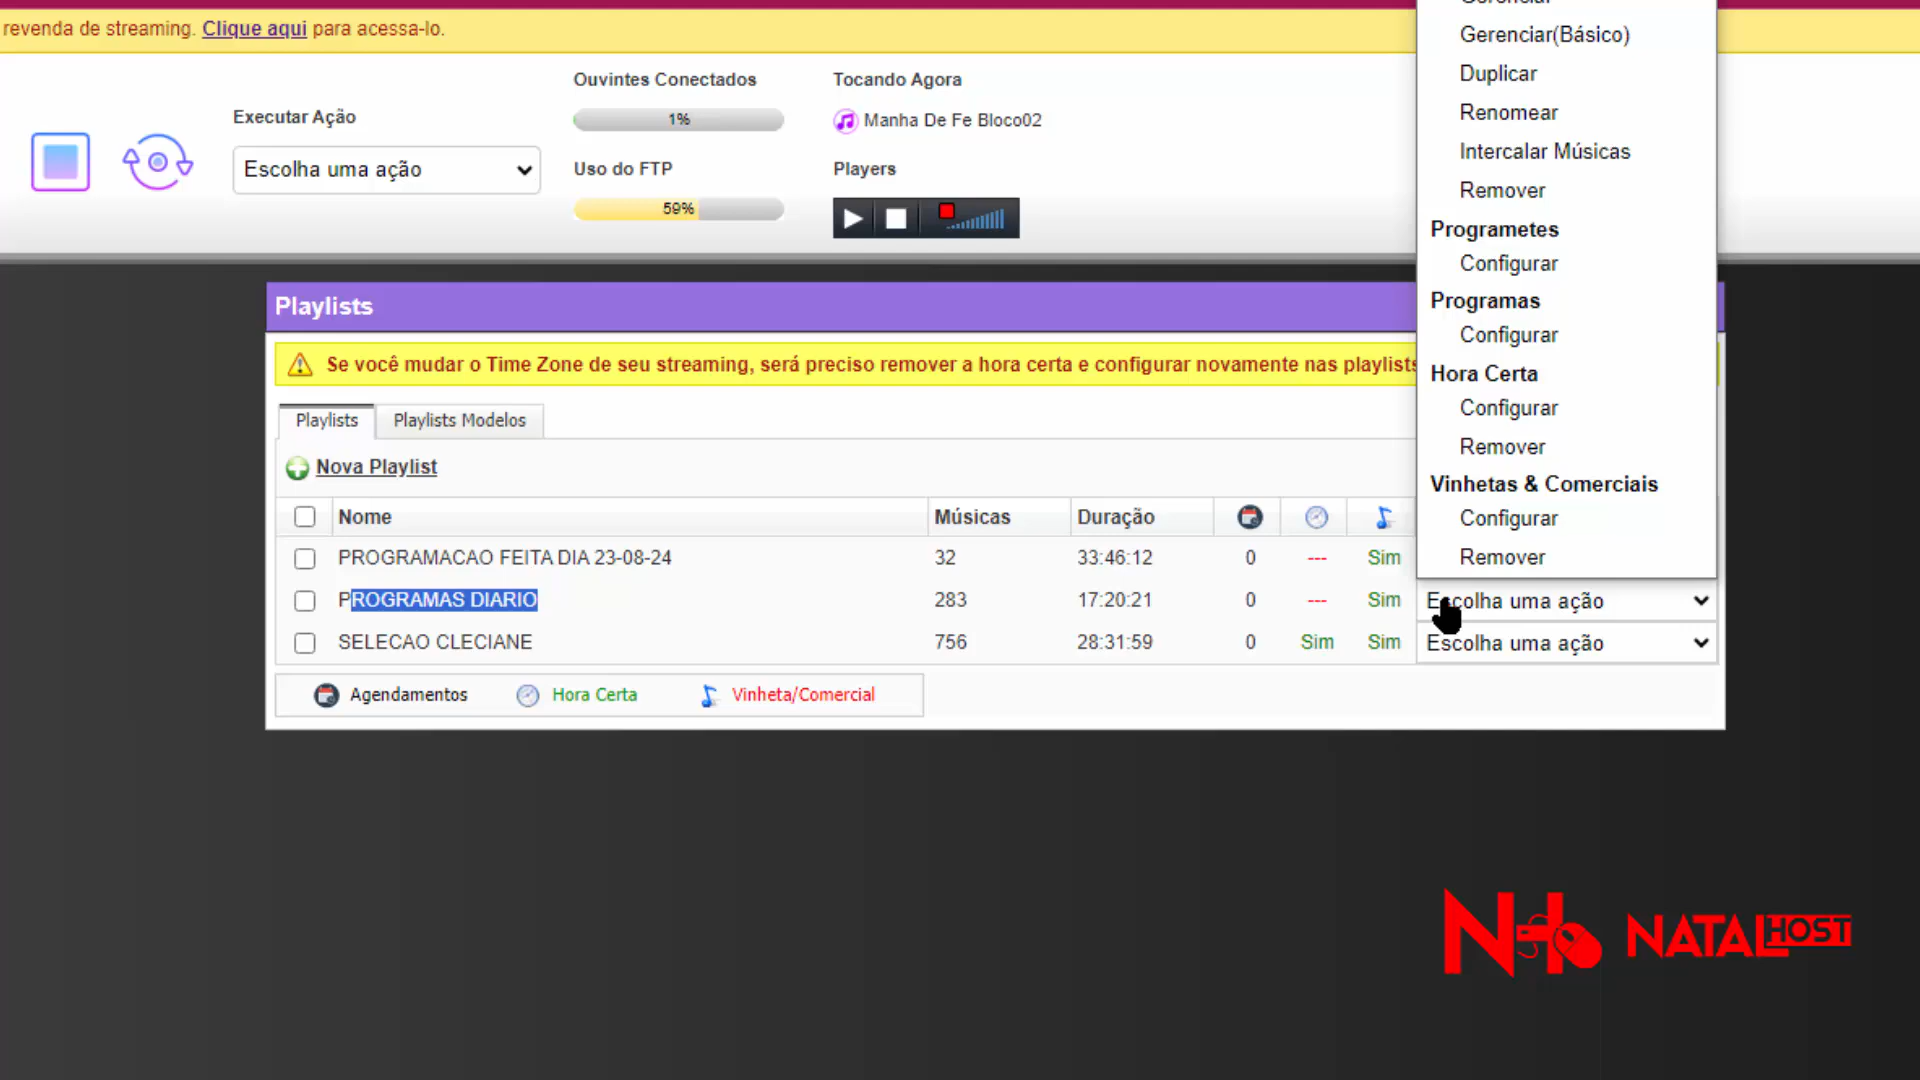 revenda de streaming. Clique aqui para acessa-lo.
Executar Ação
Escolha uma ação
Ouvintes Conectados
1%
Uso do FTP
59%
Tocando Agora
Manha De Fe Bloco02
Players
Gerenciar
Gerenciar(Básico)
Duplicar
Renomear
Intercalar Músicas
Remover
Programetes
Configurar
Programas
Configurar
Hora Certa
Configurar
Remover
Vinhetas & Comerciais
Configurar
Remover
Playlists
Se você mudar o Time Zone de seu streaming, será preciso remover a hora certa e configurar novamente nas playlists
Playlists Playlists Modelos
Nova Playlist
Nome Músicas Duração
PROGRAMACAO FEITA DIA 23-08-24 32 33:46:12 0 --- Sim
PROGRAMAS DIARIO 283 17:20:21 0 --- Sim Escolha uma ação
SELECAO CLECIANE 756 28:31:59 0 Sim Sim Escolha uma ação
Agendamentos Hora Certa Vinheta/Comercial
NH NATALHOST